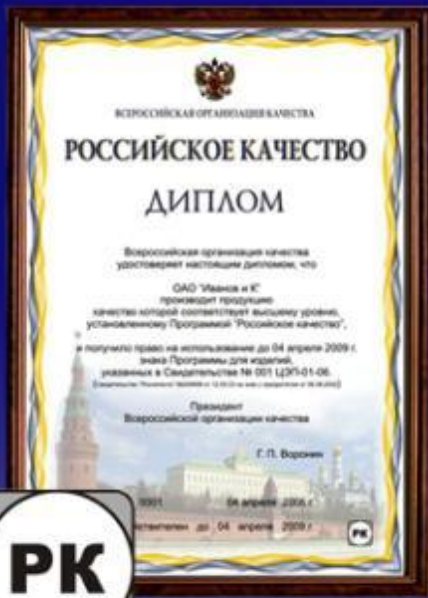 ВСЕРОССИЙСКАЯ ОРГАНИЗАЦИЯ КАЧЕСТВА
РОССИЙСКОЕ КАЧЕСТВО
ДИПЛОМ
Всероссийская организация качества
удостоверяет настоящим дипломом, что
ОАО "Иванов и К"
производит продукцию
качество которой соответствует высшему уровню,
установленному Программой "Российское качество",
и получило право на использование до 04 апреля 2009 г.
знака Программы для изделий,
указанных в Свидетельстве № 001 ЦЭП-01-06.
Президент
Всероссийской организации качества
Г. П. Воронин
0001 04 апреля
до 04 апреля 2009 г.
РК
РК